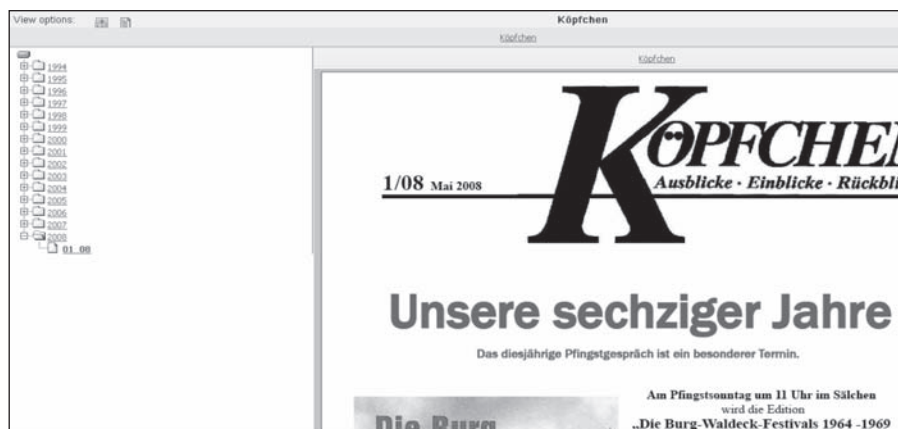 View options:
Köpfchen
Köpfchen
1994
1995
1996
1997
1998
1999
2000
2001
2002
2003
2004
2005
2006
2007
2008
01_08
Köpfchen
KÖPFCHEN
1/08 Mai 2008
Ausblicke · Einblicke · Rückbli
Unsere sechziger Jahre
Das diesjährige Pfingstgespräch ist ein besonderer Termin.
Die Burg
Am Pfingstsonntag um 11 Uhr im Sälchen
wird die Edition
„Die Burg-Waldeck-Festivals 1964 -1969